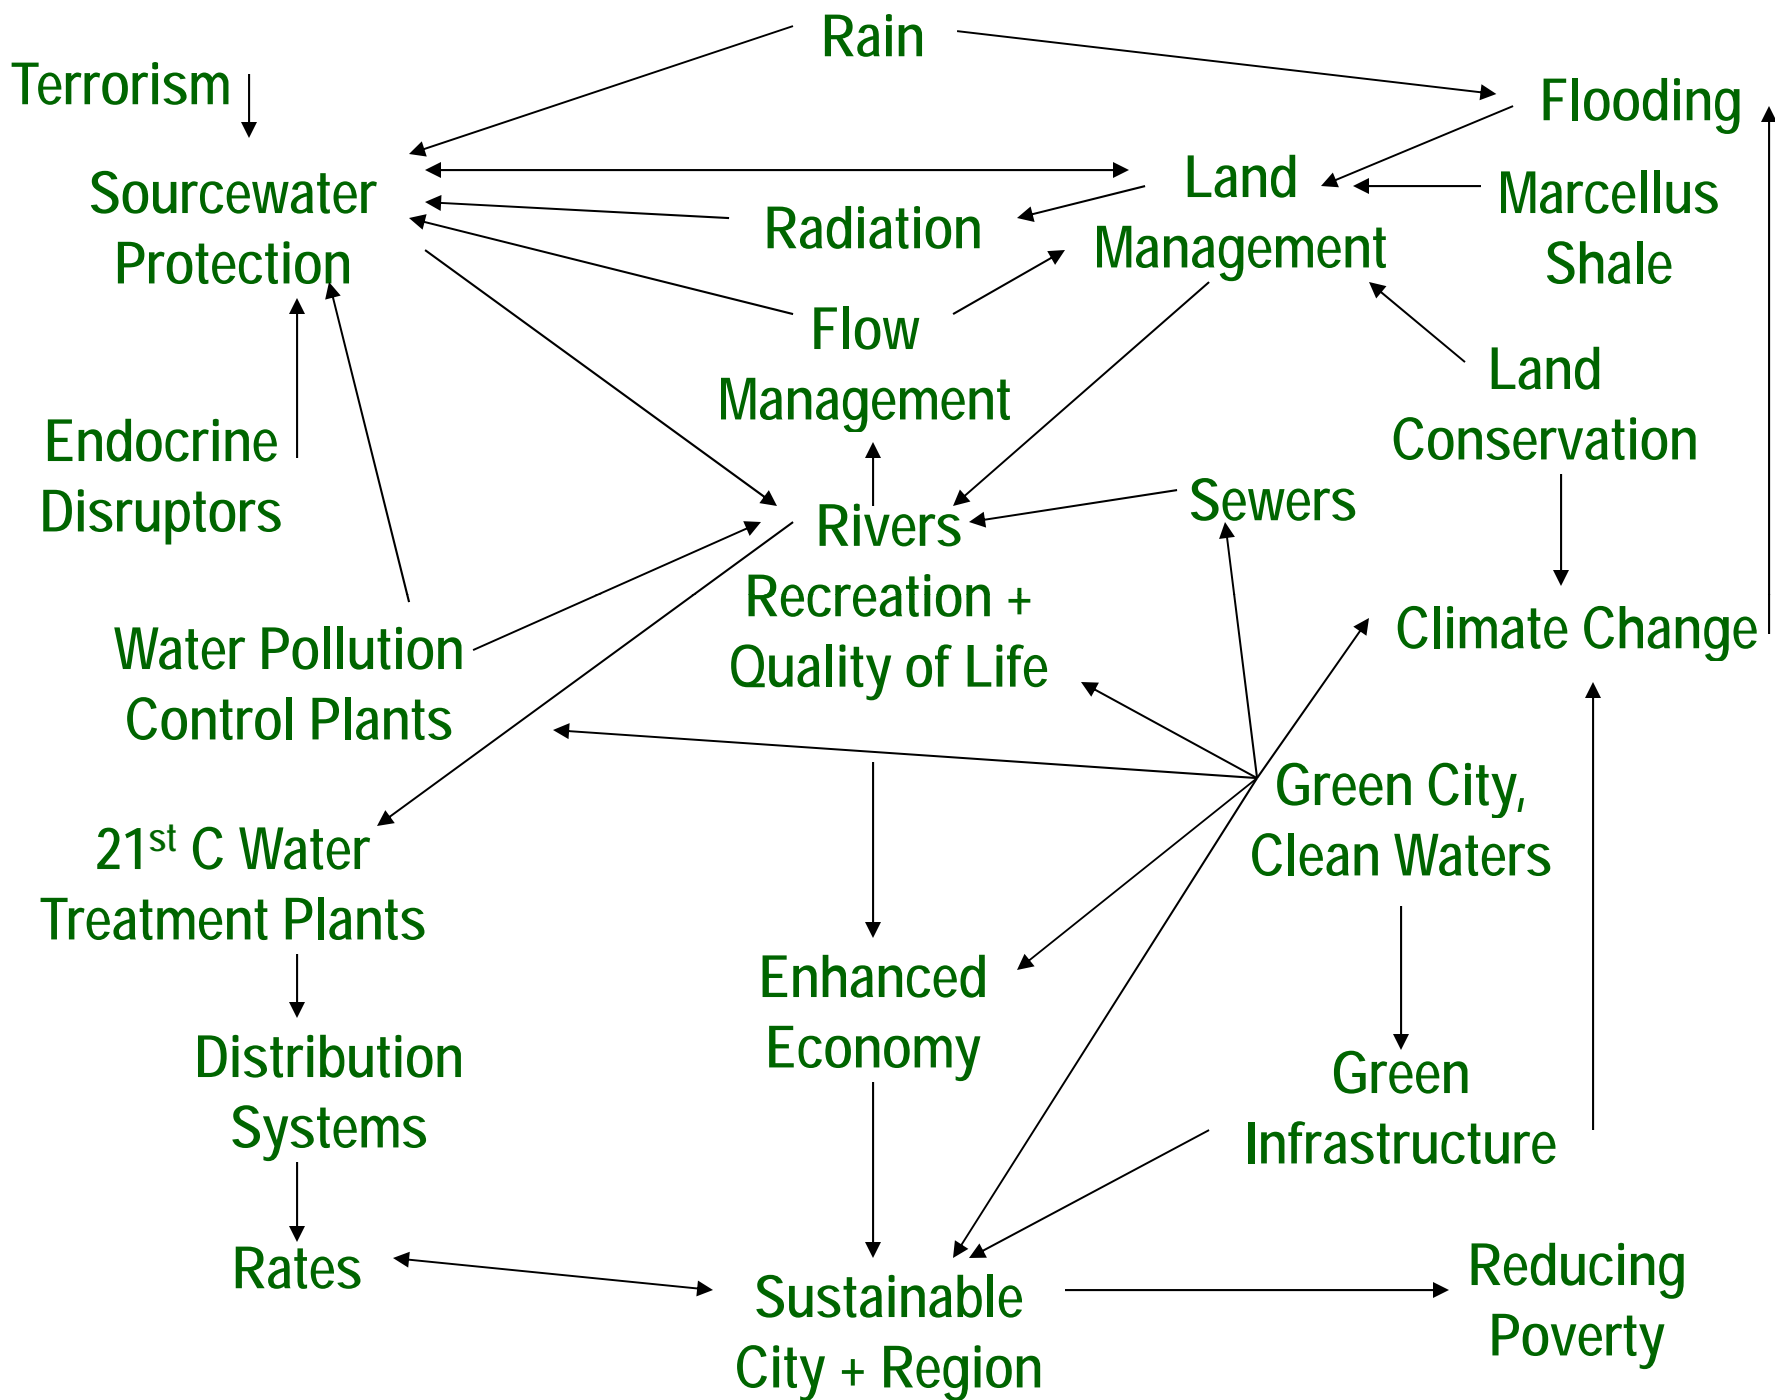 Rain
Terrorism
Flooding
Sourcewater
Protection
Land
Management
Marcellus
Shale
Radiation
Flow
Management
Land
Conservation
Endocrine
Disruptors
Sewers
Rivers
Recreation +
Quality of Life
Climate Change
Water Pollution
Control Plants
Green City,
Clean Waters
21st C Water
Treatment Plants
Enhanced
Economy
Distribution
Systems
Green
Infrastructure
Rates
Sustainable
City + Region
Reducing
Poverty